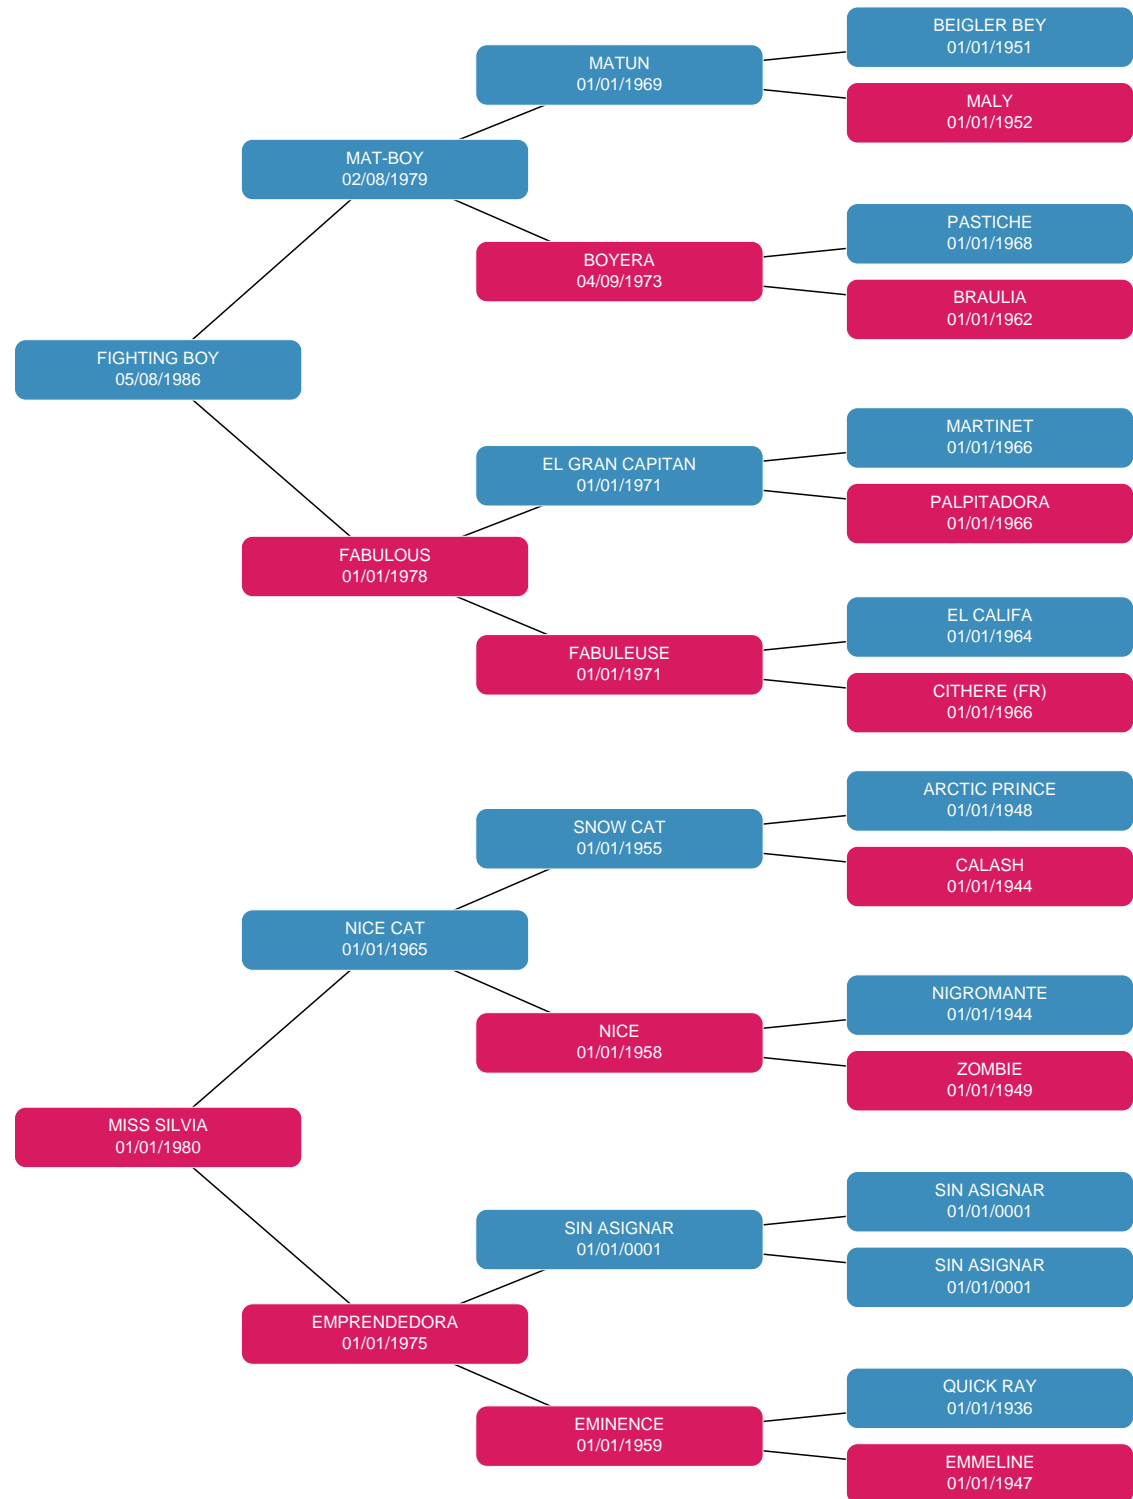 BEIGLER BEY
01/01/1951
MATUN
01/01/1969
MALY
01/01/1952
MAT-BOY
02/08/1979
PASTICHE
01/01/1968
BOYERA
04/09/1973
BRAULIA
01/01/1962
FIGHTING BOY
05/08/1986
MARTINET
01/01/1966
EL GRAN CAPITAN
01/01/1971
PALPITADORA
01/01/1966
FABULOUS
01/01/1978
EL CALIFA
01/01/1964
FABULEUSE
01/01/1971
CITHERE (FR)
01/01/1966
ARCTIC PRINCE
01/01/1948
SNOW CAT
01/01/1955
CALASH
01/01/1944
NICE CAT
01/01/1965
NIGROMANTE
01/01/1944
NICE
01/01/1958
ZOMBIE
01/01/1949
MISS SILVIA
01/01/1980
SIN ASIGNAR
01/01/0001
SIN ASIGNAR
01/01/0001
SIN ASIGNAR
01/01/0001
EMPRENDEDORA
01/01/1975
QUICK RAY
01/01/1936
EMINENCE
01/01/1959
EMMELINE
01/01/1947